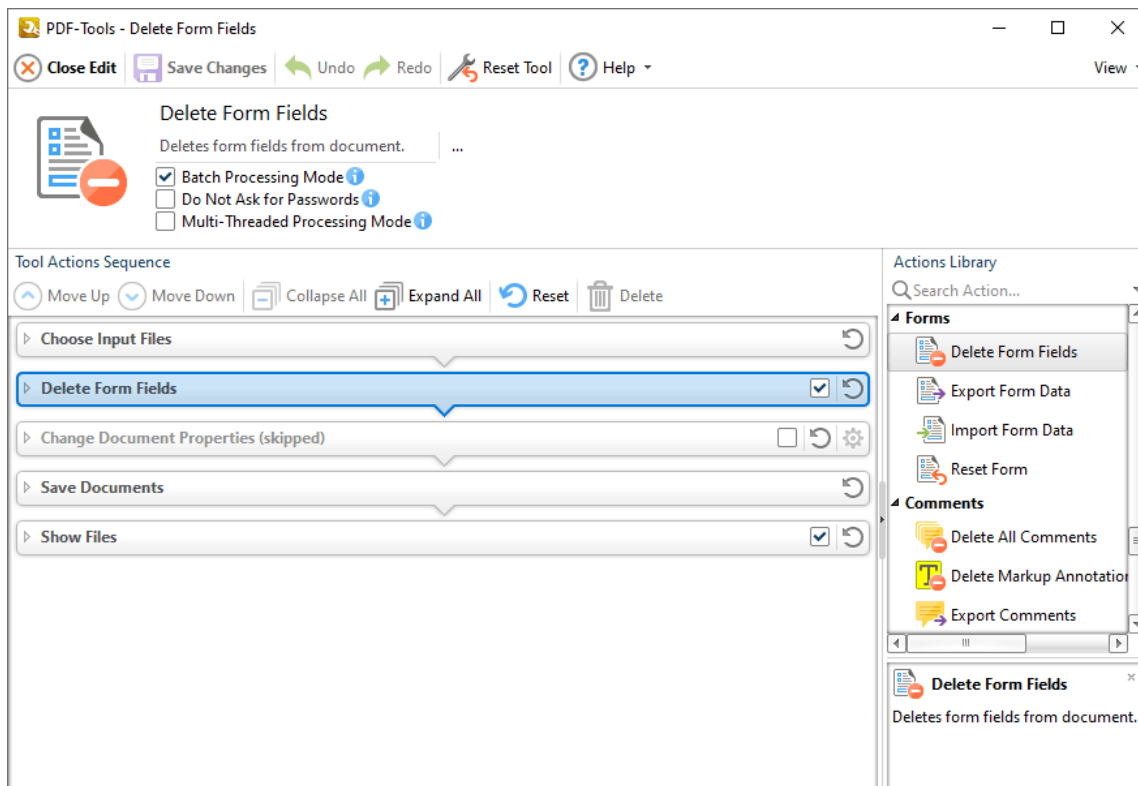 PDF-Tools - Delete Form Fields
Close Edit Save Changes Undo Redo Reset Tool ? Help View
Delete Form Fields
Deletes form fields from document. ...
Batch Processing Mode i
Do Not Ask for Passwords i
Multi-Threaded Processing Mode i
Tool Actions Sequence
Move Up Move Down Collapse All Expand All Reset Delete
Choose Input Files
Delete Form Fields
Change Document Properties (skipped)
Save Documents
Show Files
Actions Library
Search Action...
Forms
Delete Form Fields
Export Form Data
Import Form Data
Reset Form
Comments
Delete All Comments
T Delete Markup Annotation
Export Comments
Delete Form Fields
Deletes form fields from document.